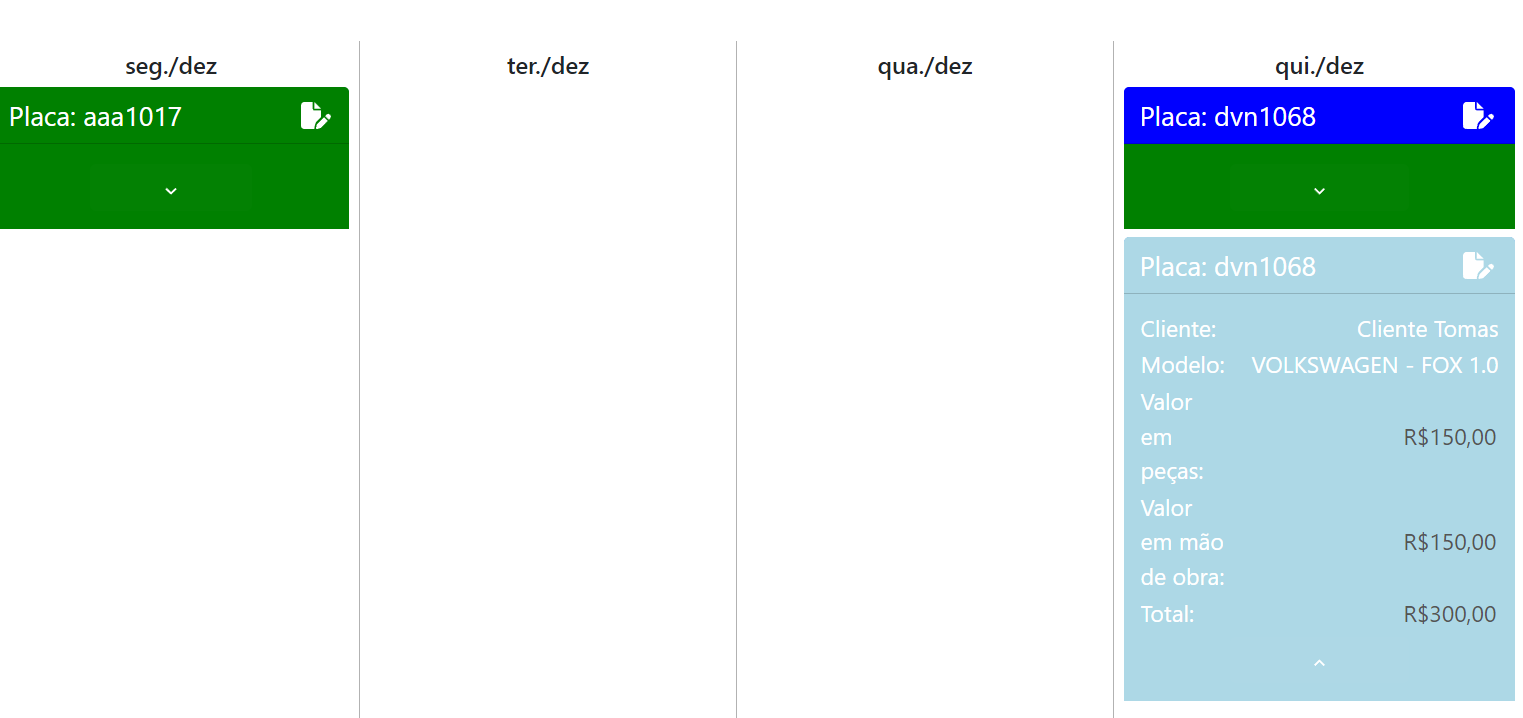 seg./dez
ter./dez
qua./dez
qui./dez
Placa: aaa1017
Placa: dvn1068
Placa: dvn1068
Cliente: Cliente Tomas
Modelo: VOLKSWAGEN - FOX 1.0
Valor
em R$150,00
peças:
Valor
em mão R$150,00
de obra:
Total: R$300,00